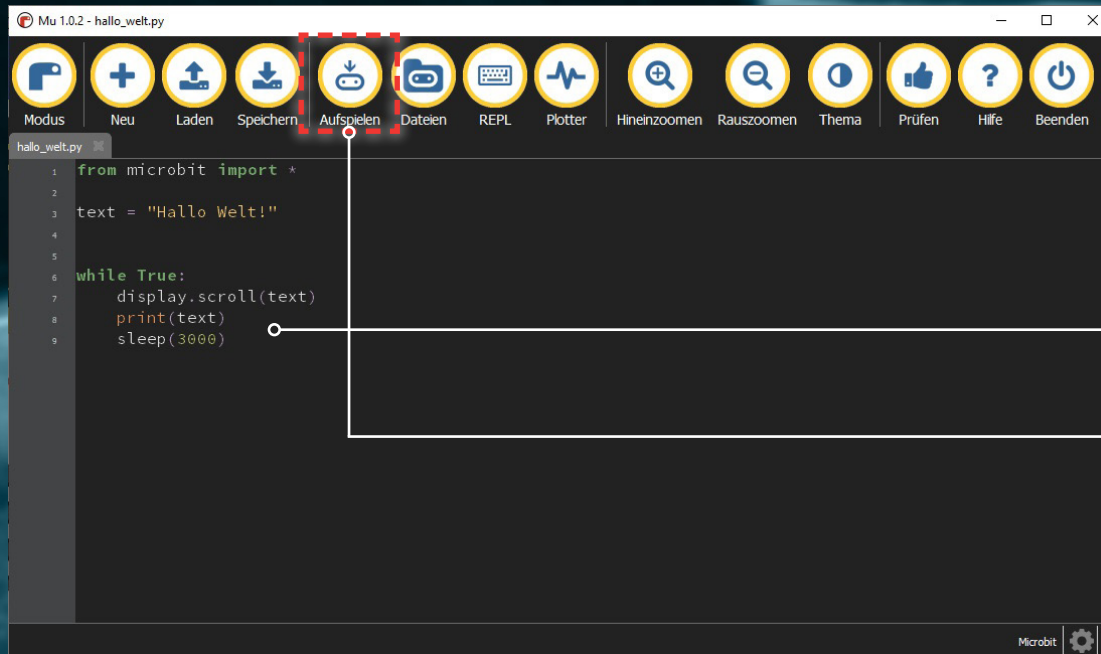 Mu 1.0.2 - hallo_welt.py
Modus Neu Laden Speichern Aufspielen Dateien REPL Plotter Hineinzoomen Rauszoomen Thema Prüfen Hilfe Beenden
hallo_welt.py
1 from microbit import *
2
3 text = "Hallo Welt!"
4
5
6 while True:
7     display.scroll(text)
8     print(text)
9     sleep(3000)
Microbit